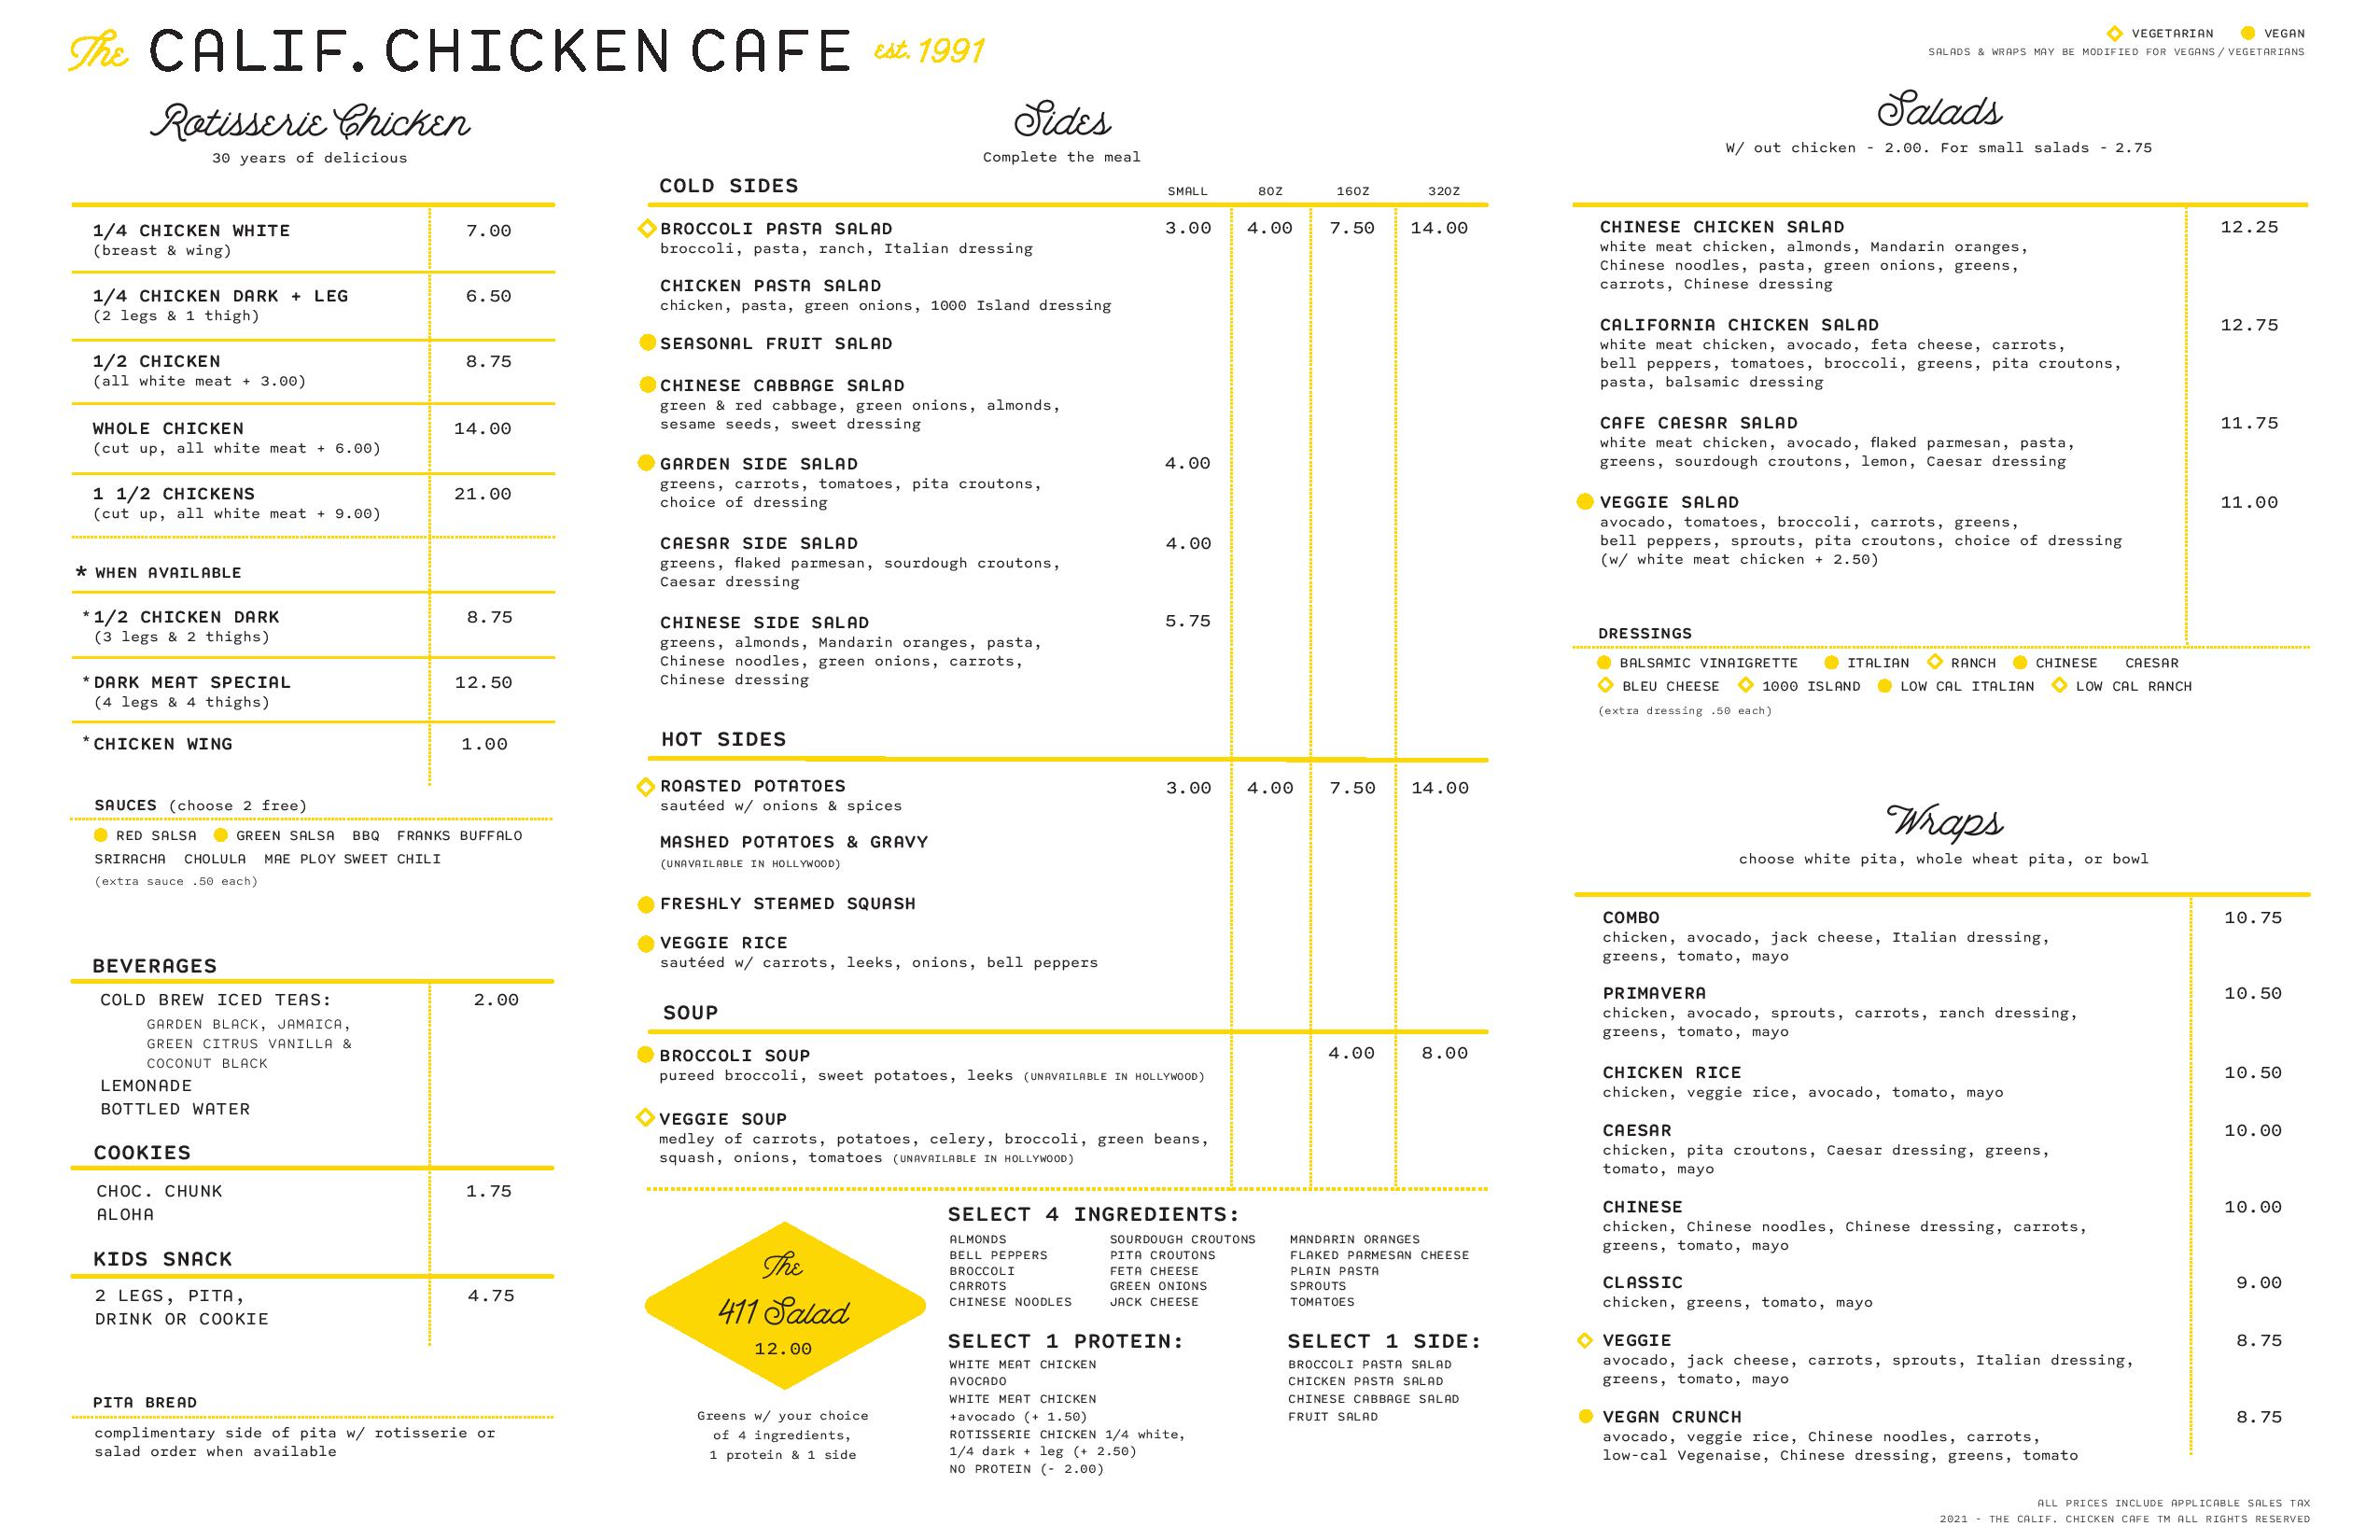 The CALIF. CHICKEN CAFE est. 1991
VEGETARIAN VEGAN
SALADS & WRAPS MAY BE MODIFIED FOR VEGANS/VEGETARIANS
Rotisserie Chicken
30 years of delicious
1/4 CHICKEN WHITE 7.00
(breast & wing)
1/4 CHICKEN DARK + LEG 6.50
(2 legs & 1 thigh)
1/2 CHICKEN 8.75
(all white meat + 3.00)
WHOLE CHICKEN 14.00
(cut up, all white meat + 6.00)
1 1/2 CHICKENS 21.00
(cut up, all white meat + 9.00)
* WHEN AVAILABLE
*1/2 CHICKEN DARK 8.75
(3 legs & 2 thighs)
*DARK MEAT SPECIAL 12.50
(4 legs & 4 thighs)
*CHICKEN WING 1.00
SAUCES (choose 2 free)
RED SALSA GREEN SALSA BBQ FRANKS BUFFALO
SRIRACHA CHOLULA MAE PLOY SWEET CHILI
(extra sauce .50 each)
BEVERAGES
COLD BREW ICED TEAS: 2.00
GARDEN BLACK, JAMAICA,
GREEN CITRUS VANILLA &
COCONUT BLACK
LEMONADE
BOTTLED WATER
COOKIES
CHOC. CHUNK 1.75
ALOHA
KIDS SNACK
2 LEGS, PITA, 4.75
DRINK OR COOKIE
PITA BREAD
complimentary side of pita w/ rotisserie or
salad order when available
Sides
Complete the meal
COLD SIDES SMALL 8OZ 16OZ 32OZ
BROCCOLI PASTA SALAD 3.00 4.00 7.50 14.00
broccoli, pasta, ranch, Italian dressing
CHICKEN PASTA SALAD
chicken, pasta, green onions, 1000 Island dressing
SEASONAL FRUIT SALAD
CHINESE CABBAGE SALAD
green & red cabbage, green onions, almonds,
sesame seeds, sweet dressing
GARDEN SIDE SALAD 4.00
greens, carrots, tomatoes, pita croutons,
choice of dressing
CAESAR SIDE SALAD 4.00
greens, flaked parmesan, sourdough croutons,
Caesar dressing
CHINESE SIDE SALAD 5.75
greens, almonds, Mandarin oranges, pasta,
Chinese noodles, green onions, carrots,
Chinese dressing
HOT SIDES
ROASTED POTATOES 3.00 4.00 7.50 14.00
sautéed w/ onions & spices
MASHED POTATOES & GRAVY
(UNAVAILABLE IN HOLLYWOOD)
FRESHLY STEAMED SQUASH
VEGGIE RICE
sautéed w/ carrots, leeks, onions, bell peppers
SOUP
BROCCOLI SOUP 4.00 8.00
pureed broccoli, sweet potatoes, leeks (UNAVAILABLE IN HOLLYWOOD)
VEGGIE SOUP
medley of carrots, potatoes, celery, broccoli, green beans,
squash, onions, tomatoes (UNAVAILABLE IN HOLLYWOOD)
The
411 Salad
12.00
Greens w/ your choice
of 4 ingredients,
1 protein & 1 side
SELECT 4 INGREDIENTS:
ALMONDS SOURDOUGH CROUTONS MANDARIN ORANGES
BELL PEPPERS PITA CROUTONS FLAKED PARMESAN CHEESE
BROCCOLI FETA CHEESE PLAIN PASTA
CARROTS GREEN ONIONS SPROUTS
CHINESE NOODLES JACK CHEESE TOMATOES
SELECT 1 PROTEIN:
WHITE MEAT CHICKEN
AVOCADO
WHITE MEAT CHICKEN
+avocado (+ 1.50)
ROTISSERIE CHICKEN 1/4 white,
1/4 dark + leg (+ 2.50)
NO PROTEIN (- 2.00)
SELECT 1 SIDE:
BROCCOLI PASTA SALAD
CHICKEN PASTA SALAD
CHINESE CABBAGE SALAD
FRUIT SALAD
Salads
W/ out chicken - 2.00. For small salads - 2.75
CHINESE CHICKEN SALAD 12.25
white meat chicken, almonds, Mandarin oranges,
Chinese noodles, pasta, green onions, greens,
carrots, Chinese dressing
CALIFORNIA CHICKEN SALAD 12.75
white meat chicken, avocado, feta cheese, carrots,
bell peppers, tomatoes, broccoli, greens, pita croutons,
pasta, balsamic dressing
CAFE CAESAR SALAD 11.75
white meat chicken, avocado, flaked parmesan, pasta,
greens, sourdough croutons, lemon, Caesar dressing
VEGGIE SALAD 11.00
avocado, tomatoes, broccoli, carrots, greens,
bell peppers, sprouts, pita croutons, choice of dressing
(w/ white meat chicken + 2.50)
DRESSINGS
BALSAMIC VINAIGRETTE ITALIAN RANCH CHINESE CAESAR
BLEU CHEESE 1000 ISLAND LOW CAL ITALIAN LOW CAL RANCH
(extra dressing .50 each)
Wraps
choose white pita, whole wheat pita, or bowl
COMBO 10.75
chicken, avocado, jack cheese, Italian dressing,
greens, tomato, mayo
PRIMAVERA 10.50
chicken, avocado, sprouts, carrots, ranch dressing,
greens, tomato, mayo
CHICKEN RICE 10.50
chicken, veggie rice, avocado, tomato, mayo
CAESAR 10.00
chicken, pita croutons, Caesar dressing, greens,
tomato, mayo
CHINESE 10.00
chicken, Chinese noodles, Chinese dressing, carrots,
greens, tomato, mayo
CLASSIC 9.00
chicken, greens, tomato, mayo
VEGGIE 8.75
avocado, jack cheese, carrots, sprouts, Italian dressing,
greens, tomato, mayo
VEGAN CRUNCH 8.75
avocado, veggie rice, Chinese noodles, carrots,
low-cal Vegenaise, Chinese dressing, greens, tomato
ALL PRICES INCLUDE APPLICABLE SALES TAX
2021 - THE CALIF. CHICKEN CAFE TM ALL RIGHTS RESERVED